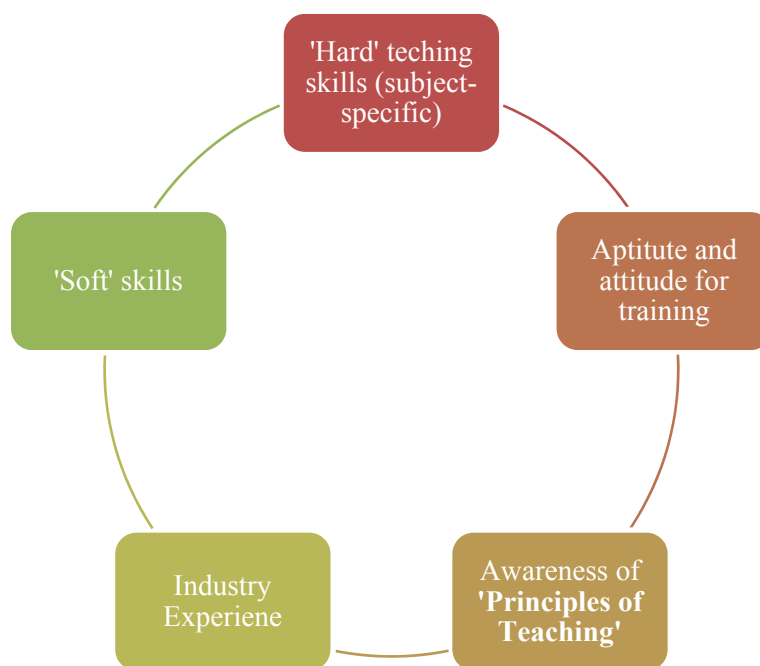 'Hard' teching
skills (subject-
specific)
Aptitute and
attitude for
training
Awareness of
'Principles of
Teaching'
Industry
Experiene
'Soft' skills